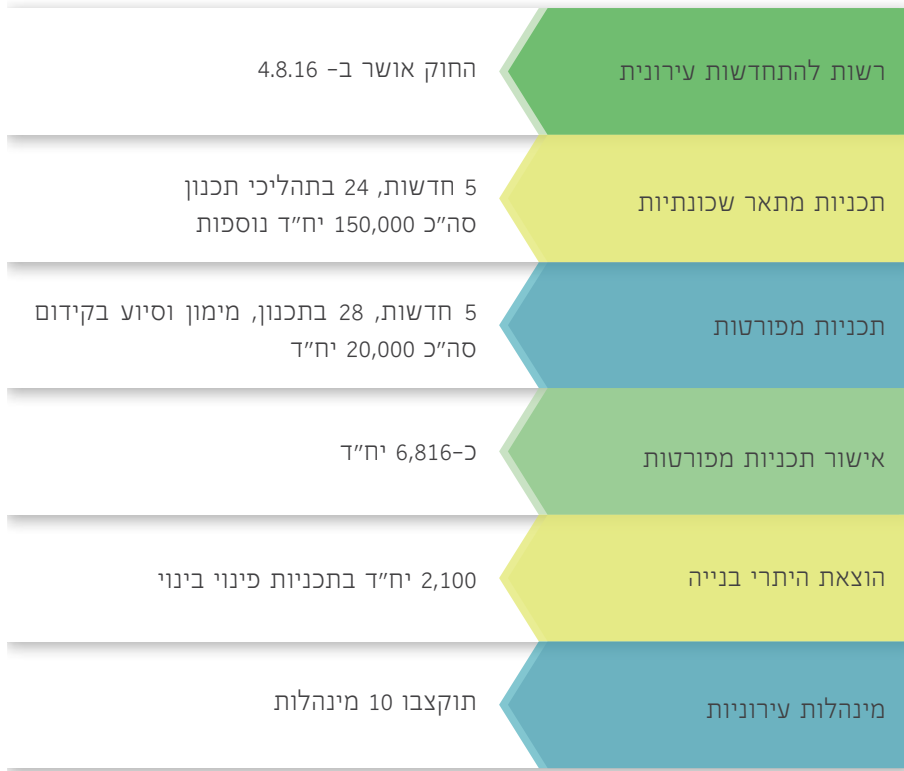 רשות להתחדשות עירונית
החוק אושר ב- 4.8.16
תכניות מתאר שכונתיות
5 חדשות, 24 בתהליכי תכנון
סה״כ 150,000 יח״ד נוספות
תכניות מפורטות
5 חדשות, 28 בתכנון, מימון וסיוע בקידום
סה״כ 20,000 יח״ד
אישור תכניות מפורטות
כ-6,816 יח״ד
הוצאת היתרי בנייה
2,100 יח״ד בתכניות פינוי בינוי
מינהלות עירוניות
תוקצבו 10 מינהלות